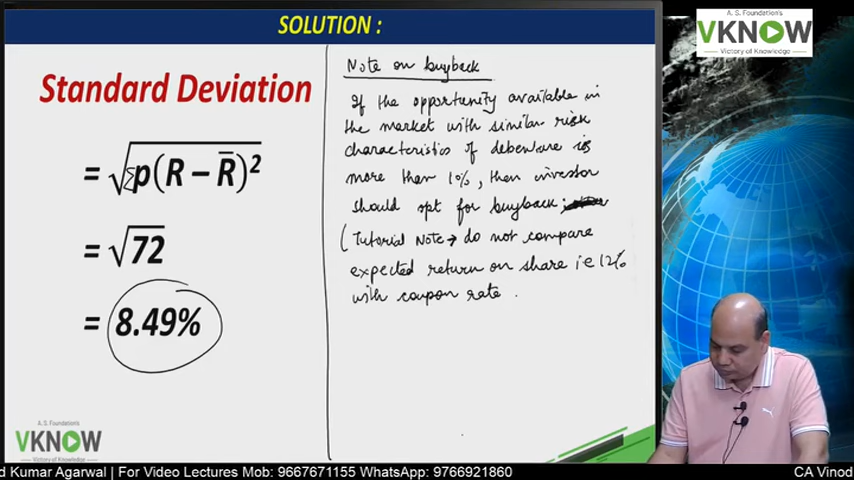 SOLUTION :
A. S. Foundation's
VKNOW
Victory of Knowledge
Standard Deviation
= √Σp(R − R̄)²
= √72
= 8.49%
Note on buyback
If the opportunity available in
the market with similar risk
characteristics of debenture is
more than 1%, then investor
should opt for buyback
(Tutorial Note → do not compare
expected return on share i.e 12%
with coupon rate .
A. S. Foundation's
VKNOW
Victory of Knowledge
d Kumar Agarwal | For Video Lectures Mob: 9667671155 WhatsApp: 9766921860
CA Vinod